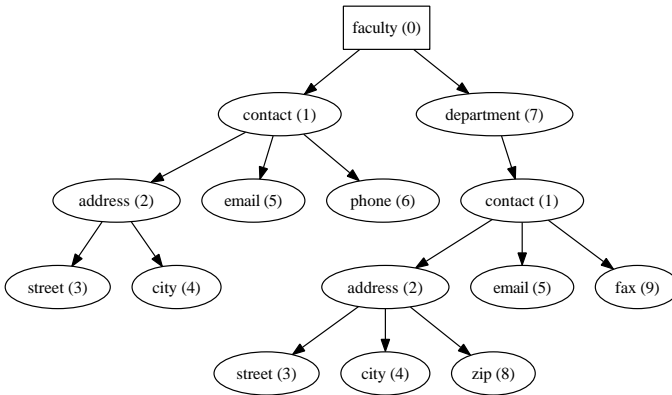 faculty (0)
contact (1)
department (7)
address (2)
email (5)
phone (6)
contact (1)
street (3)
city (4)
address (2)
email (5)
fax (9)
street (3)
city (4)
zip (8)